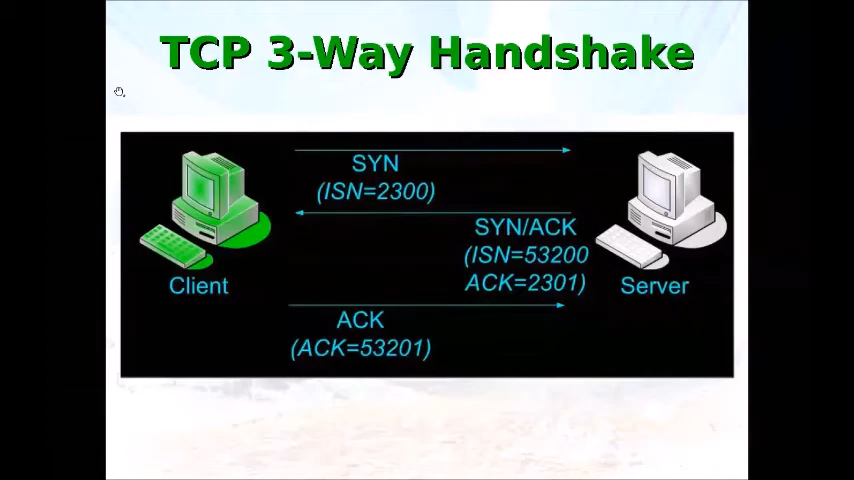 TCP 3-Way Handshake
SYN
(ISN=2300)
SYN/ACK
(ISN=53200
ACK=2301)
Client
Server
ACK
(ACK=53201)